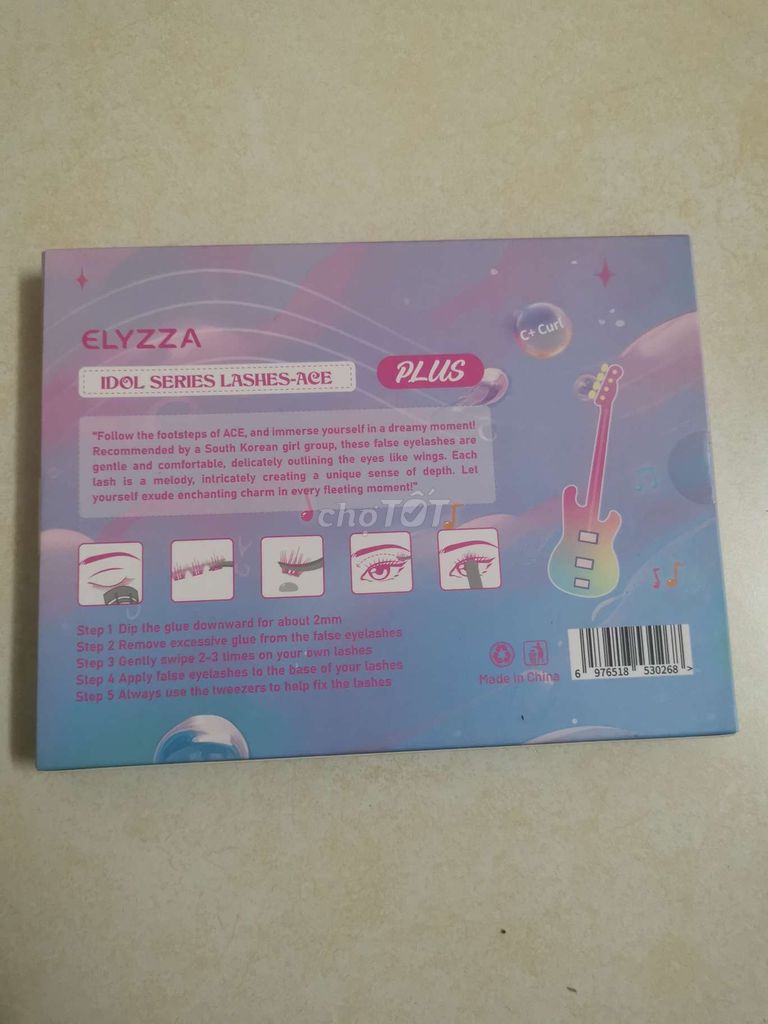 ELYZZA
IDOL SERIES LASHES-ACE
PLUS
C+ Curl
"Follow the footsteps of ACE, and immerse yourself in a dreamy moment!
Recommended by a South Korean girl group, these false eyelashes are
gentle and comfortable, delicately outlining the eyes like wings. Each
lash is a melody, intricately creating a unique sense of depth. Let
yourself exude enchanting charm in every fleeting moment!"
choTỐT
Step 1 Dip the glue downward for about 2mm
Step 2 Remove excessive glue from the false eyelashes
Step 3 Gently swipe 2-3 times on your own lashes
Step 4 Apply false eyelashes to the base of your lashes
Step 5 Always use the tweezers to help fix the lashes
Made in China
6 976518 530268 >